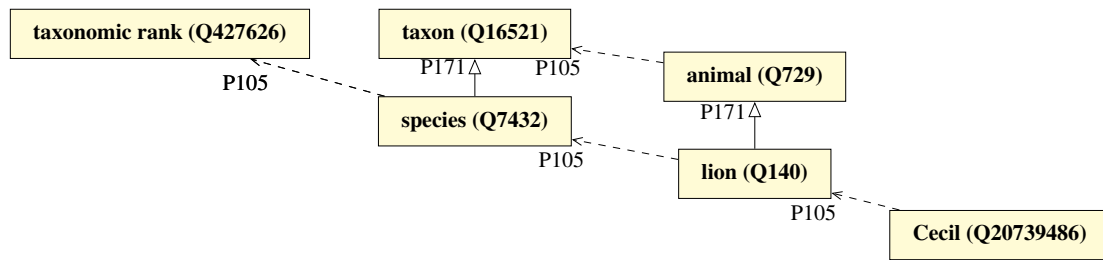 taxonomic rank (Q427626)
taxon (Q16521)
P171
P105
animal (Q729)
P105
P171
species (Q7432)
P105
lion (Q140)
P105
Cecil (Q20739486)